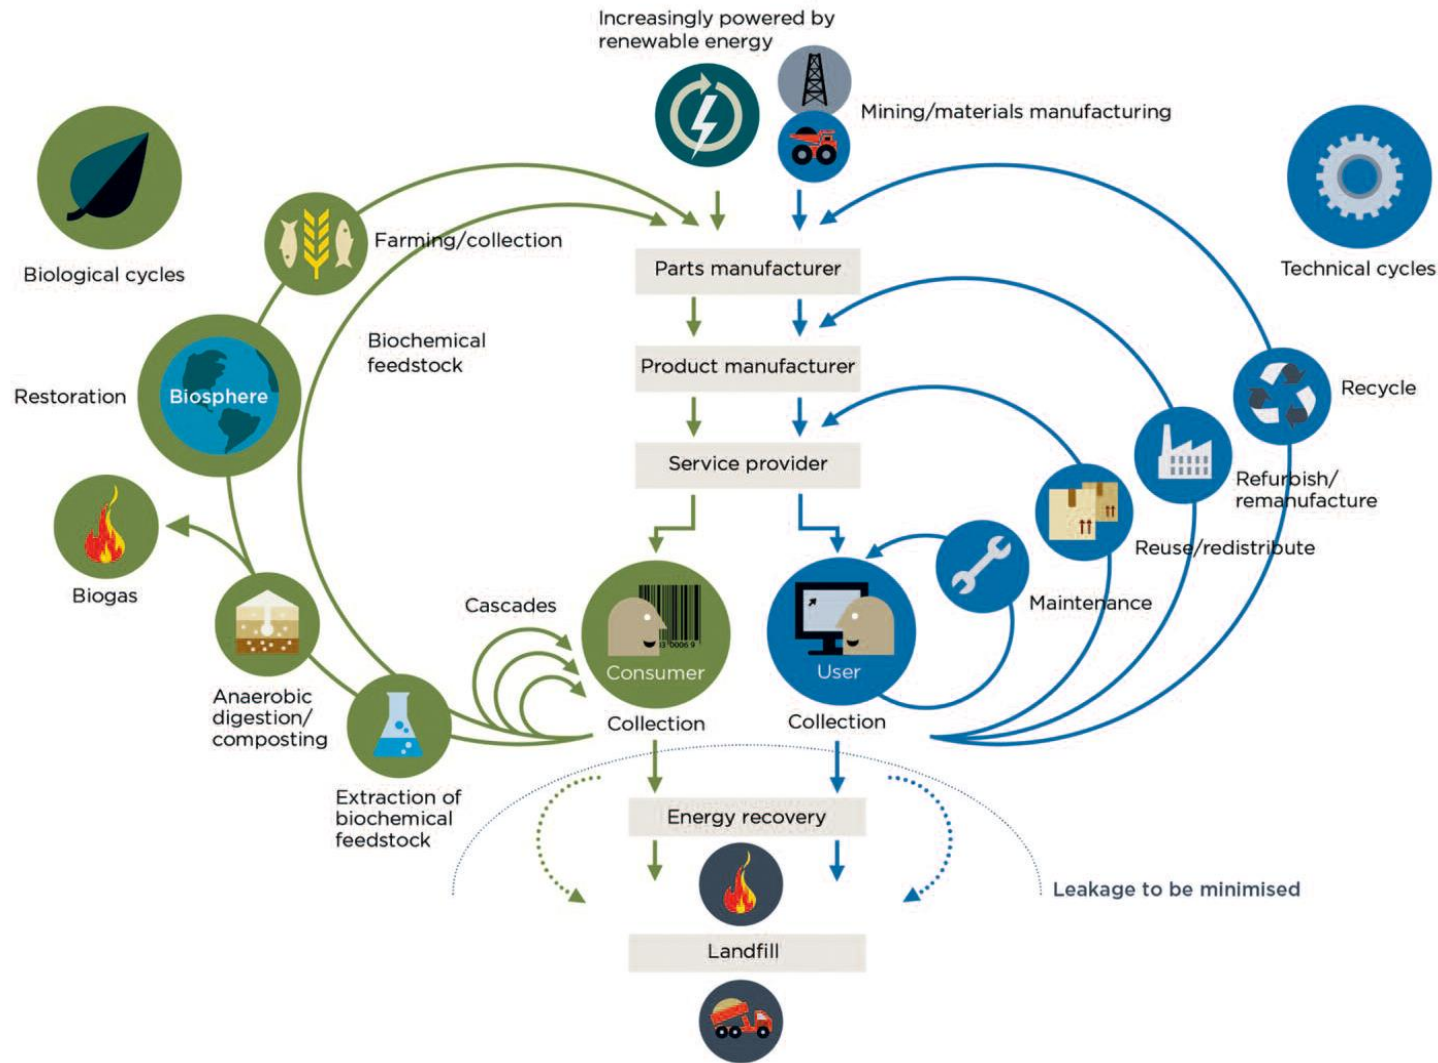 Increasingly powered by
renewable energy
Mining/materials manufacturing
Biological cycles
Farming/collection
Parts manufacturer
Technical cycles
Biochemical
feedstock
Product manufacturer
Restoration
Biosphere
Recycle
Service provider
Refurbish/
remanufacture
Reuse/redistribute
Biogas
Cascades
Maintenance
Consumer
User
Anaerobic
digestion/
composting
Collection
Collection
Extraction of
biochemical
feedstock
Energy recovery
Leakage to be minimised
Landfill